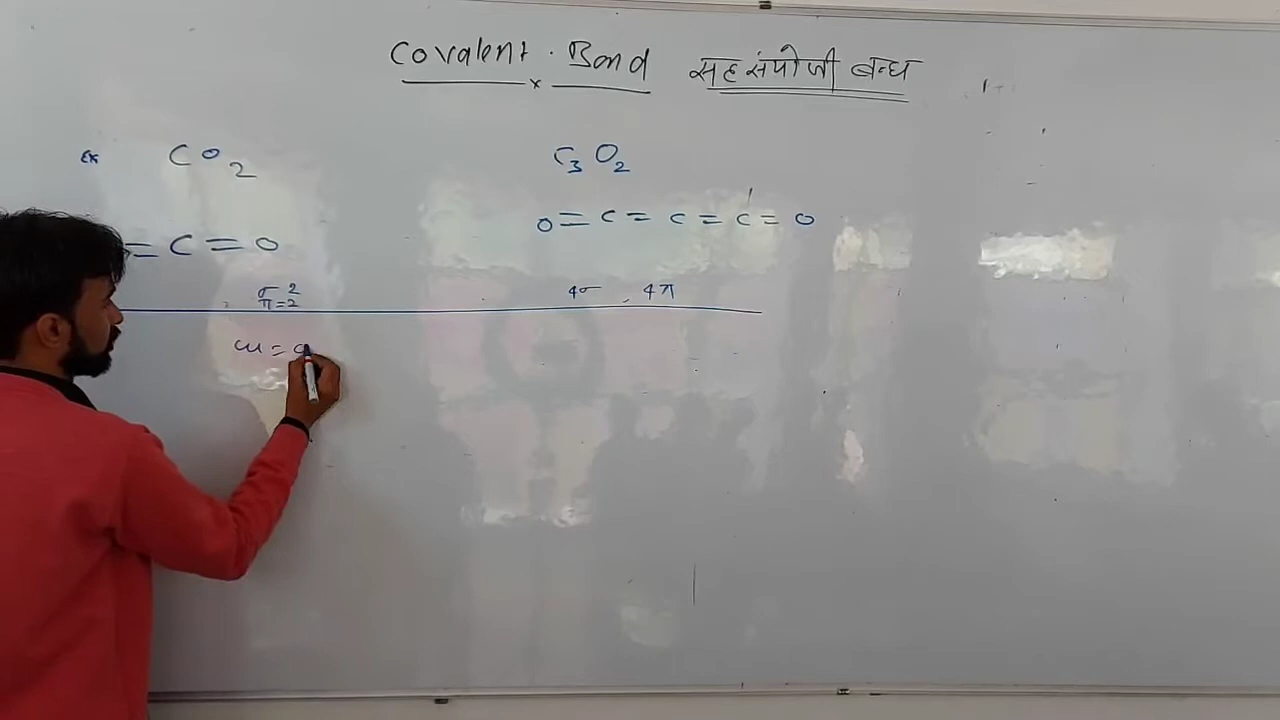 Covalent . Bond सहसंयोजी बन्ध
Ex CO2 C3O2
= C = O O = C = C = C = O
σ 2
π = 2
4σ , 4π
μ =